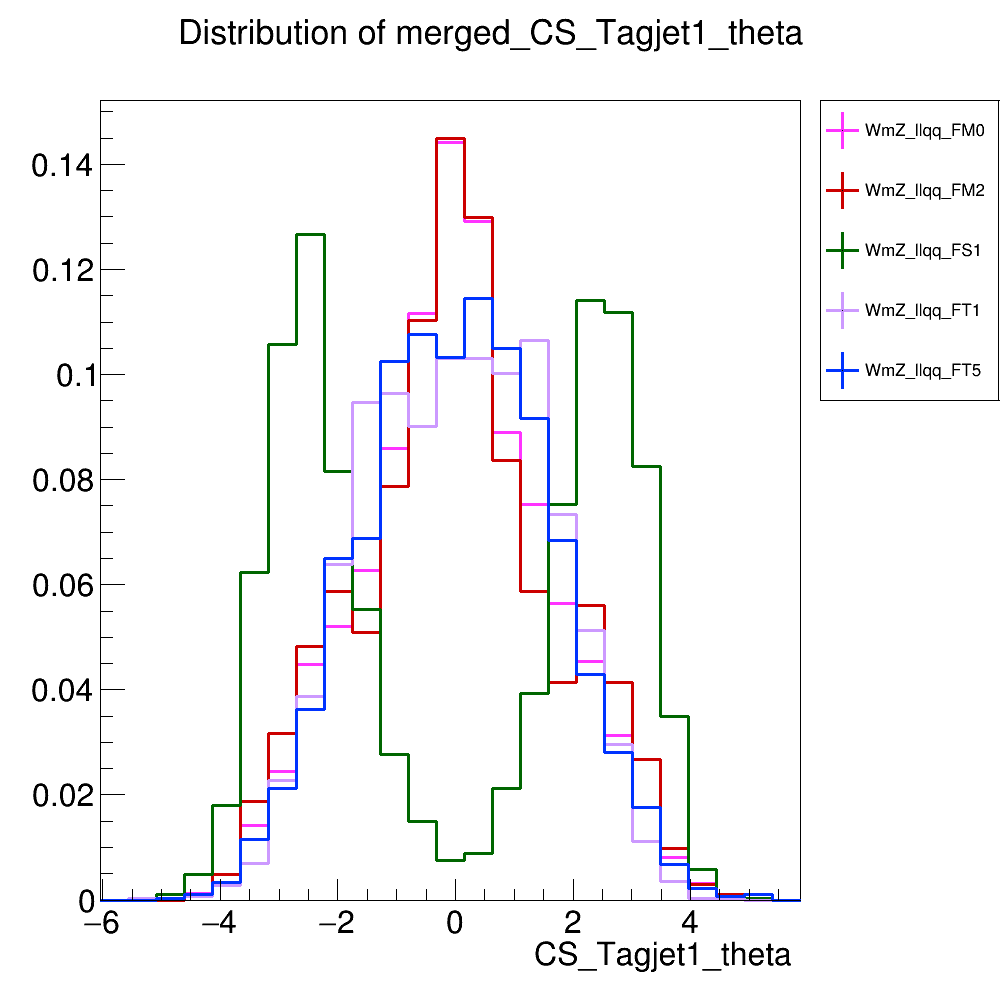 Distribution of merged_CS_Tagjet1_theta
WmZ_llqq_FM0
WmZ_llqq_FM2
WmZ_llqq_FS1
WmZ_llqq_FT1
WmZ_llqq_FT5
0.14
0.12
0.1
0.08
0.06
0.04
0.02
0
−6 −4 −2 0 2 4
CS_Tagjet1_theta